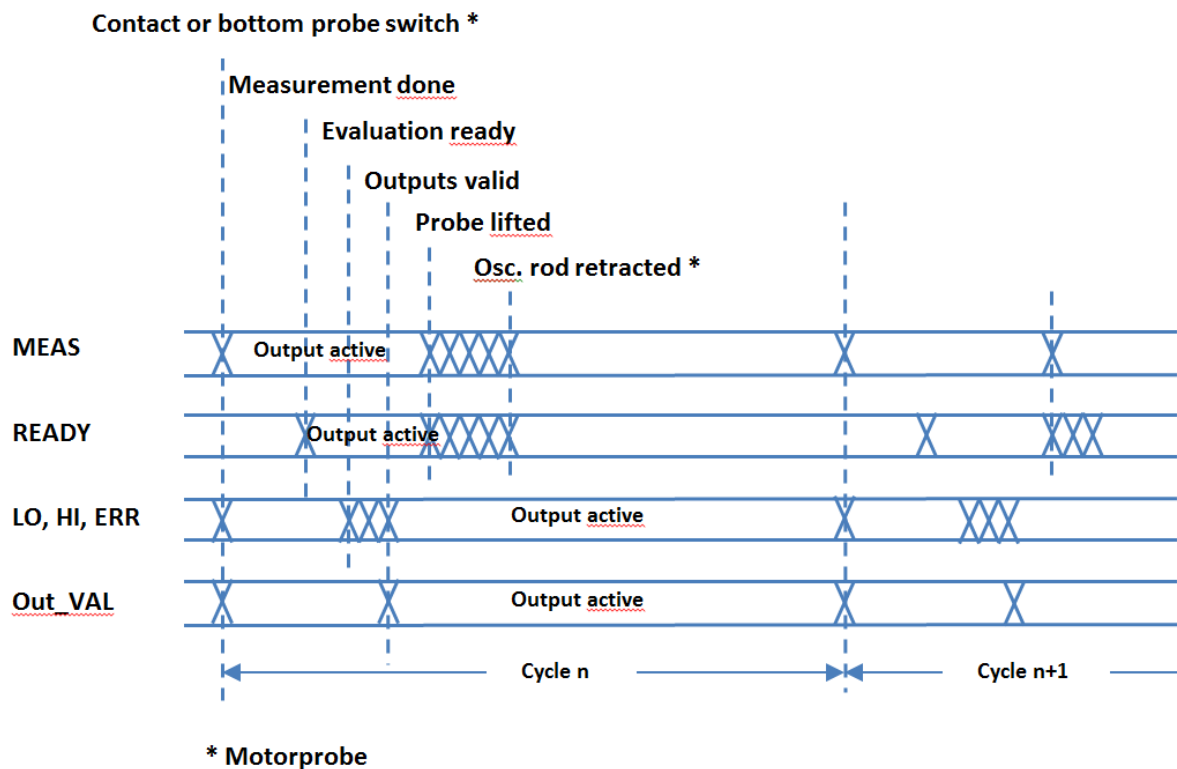 Contact or bottom probe switch *
Measurement done
Evaluation ready
Outputs valid
Probe lifted
Osc. rod retracted *
MEAS
Output active
READY
Output active
LO, HI, ERR
Output active
Out_VAL
Output active
Cycle n
Cycle n+1
* Motorprobe